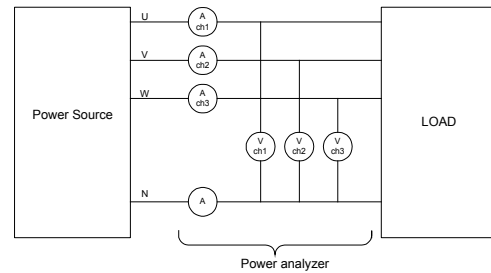 U
A
ch1
V
A
ch2
W
A
ch3
Power Source
LOAD
V
ch1
V
ch2
V
ch3
N
A
Power analyzer